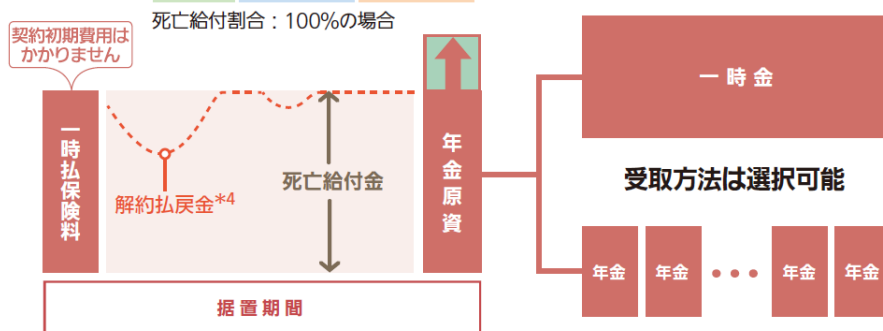 死亡給付割合：100%の場合
契約初期費用は
かかりません
一時払保険料
解約払戻金*4
死亡給付金
年金原資
据置期間
一時金
受取方法は選択可能
年金 年金 ••• 年金 年金